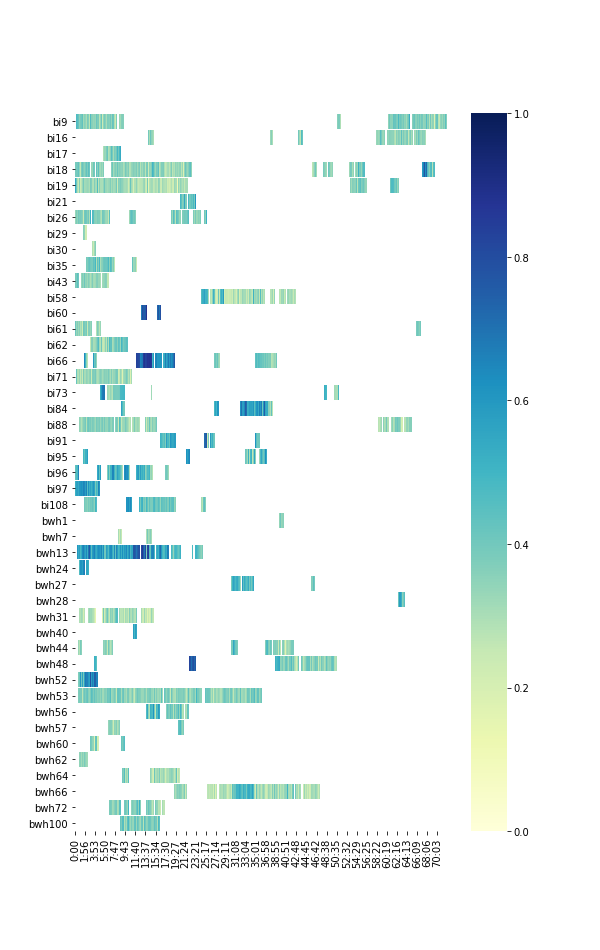 bi9
bi16
bi17
bi18
bi19
bi21
bi26
bi29
bi30
bi35
bi43
bi58
bi60
bi61
bi62
bi66
bi71
bi73
bi84
bi88
bi91
bi95
bi96
bi97
bi108
bwh1
bwh7
bwh13
bwh24
bwh27
bwh28
bwh31
bwh40
bwh44
bwh48
bwh52
bwh53
bwh56
bwh57
bwh60
bwh62
bwh64
bwh66
bwh72
bwh100
0:00
1:56
3:53
5:50
7:47
9:43
11:40
13:37
15:34
17:30
19:27
21:24
23:21
25:17
27:14
29:11
31:08
33:04
35:01
36:58
38:55
40:51
42:48
44:45
46:42
48:38
50:35
52:32
54:29
56:25
58:22
60:19
62:16
64:13
66:09
68:06
70:03
1.0
0.8
0.6
0.4
0.2
0.0